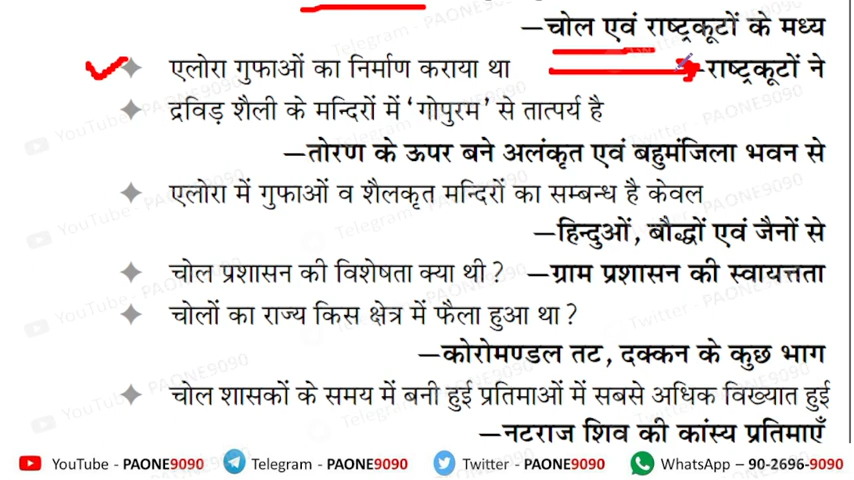 —चोल एवं राष्ट्रकूटों के मध्य
एलोरा गुफाओं का निर्माण कराया था —राष्ट्रकूटों ने
द्रविड़ शैली के मन्दिरों में 'गोपुरम' से तात्पर्य है
—तोरण के ऊपर बने अलंकृत एवं बहुमंजिला भवन से
एलोरा में गुफाओं व शैलकृत मन्दिरों का सम्बन्ध है केवल
—हिन्दुओं, बौद्धों एवं जैनों से
चोल प्रशासन की विशेषता क्या थी? —ग्राम प्रशासन की स्वायत्तता
चोलों का राज्य किस क्षेत्र में फैला हुआ था?
—कोरोमण्डल तट, दक्कन के कुछ भाग
चोल शासकों के समय में बनी हुई प्रतिमाओं में सबसे अधिक विख्यात हुई
—नटराज शिव की कांस्य प्रतिमाएँ
YouTube - PAONE9090 Telegram - PAONE9090 Twitter - PAONE9090 WhatsApp – 90-2696-9090